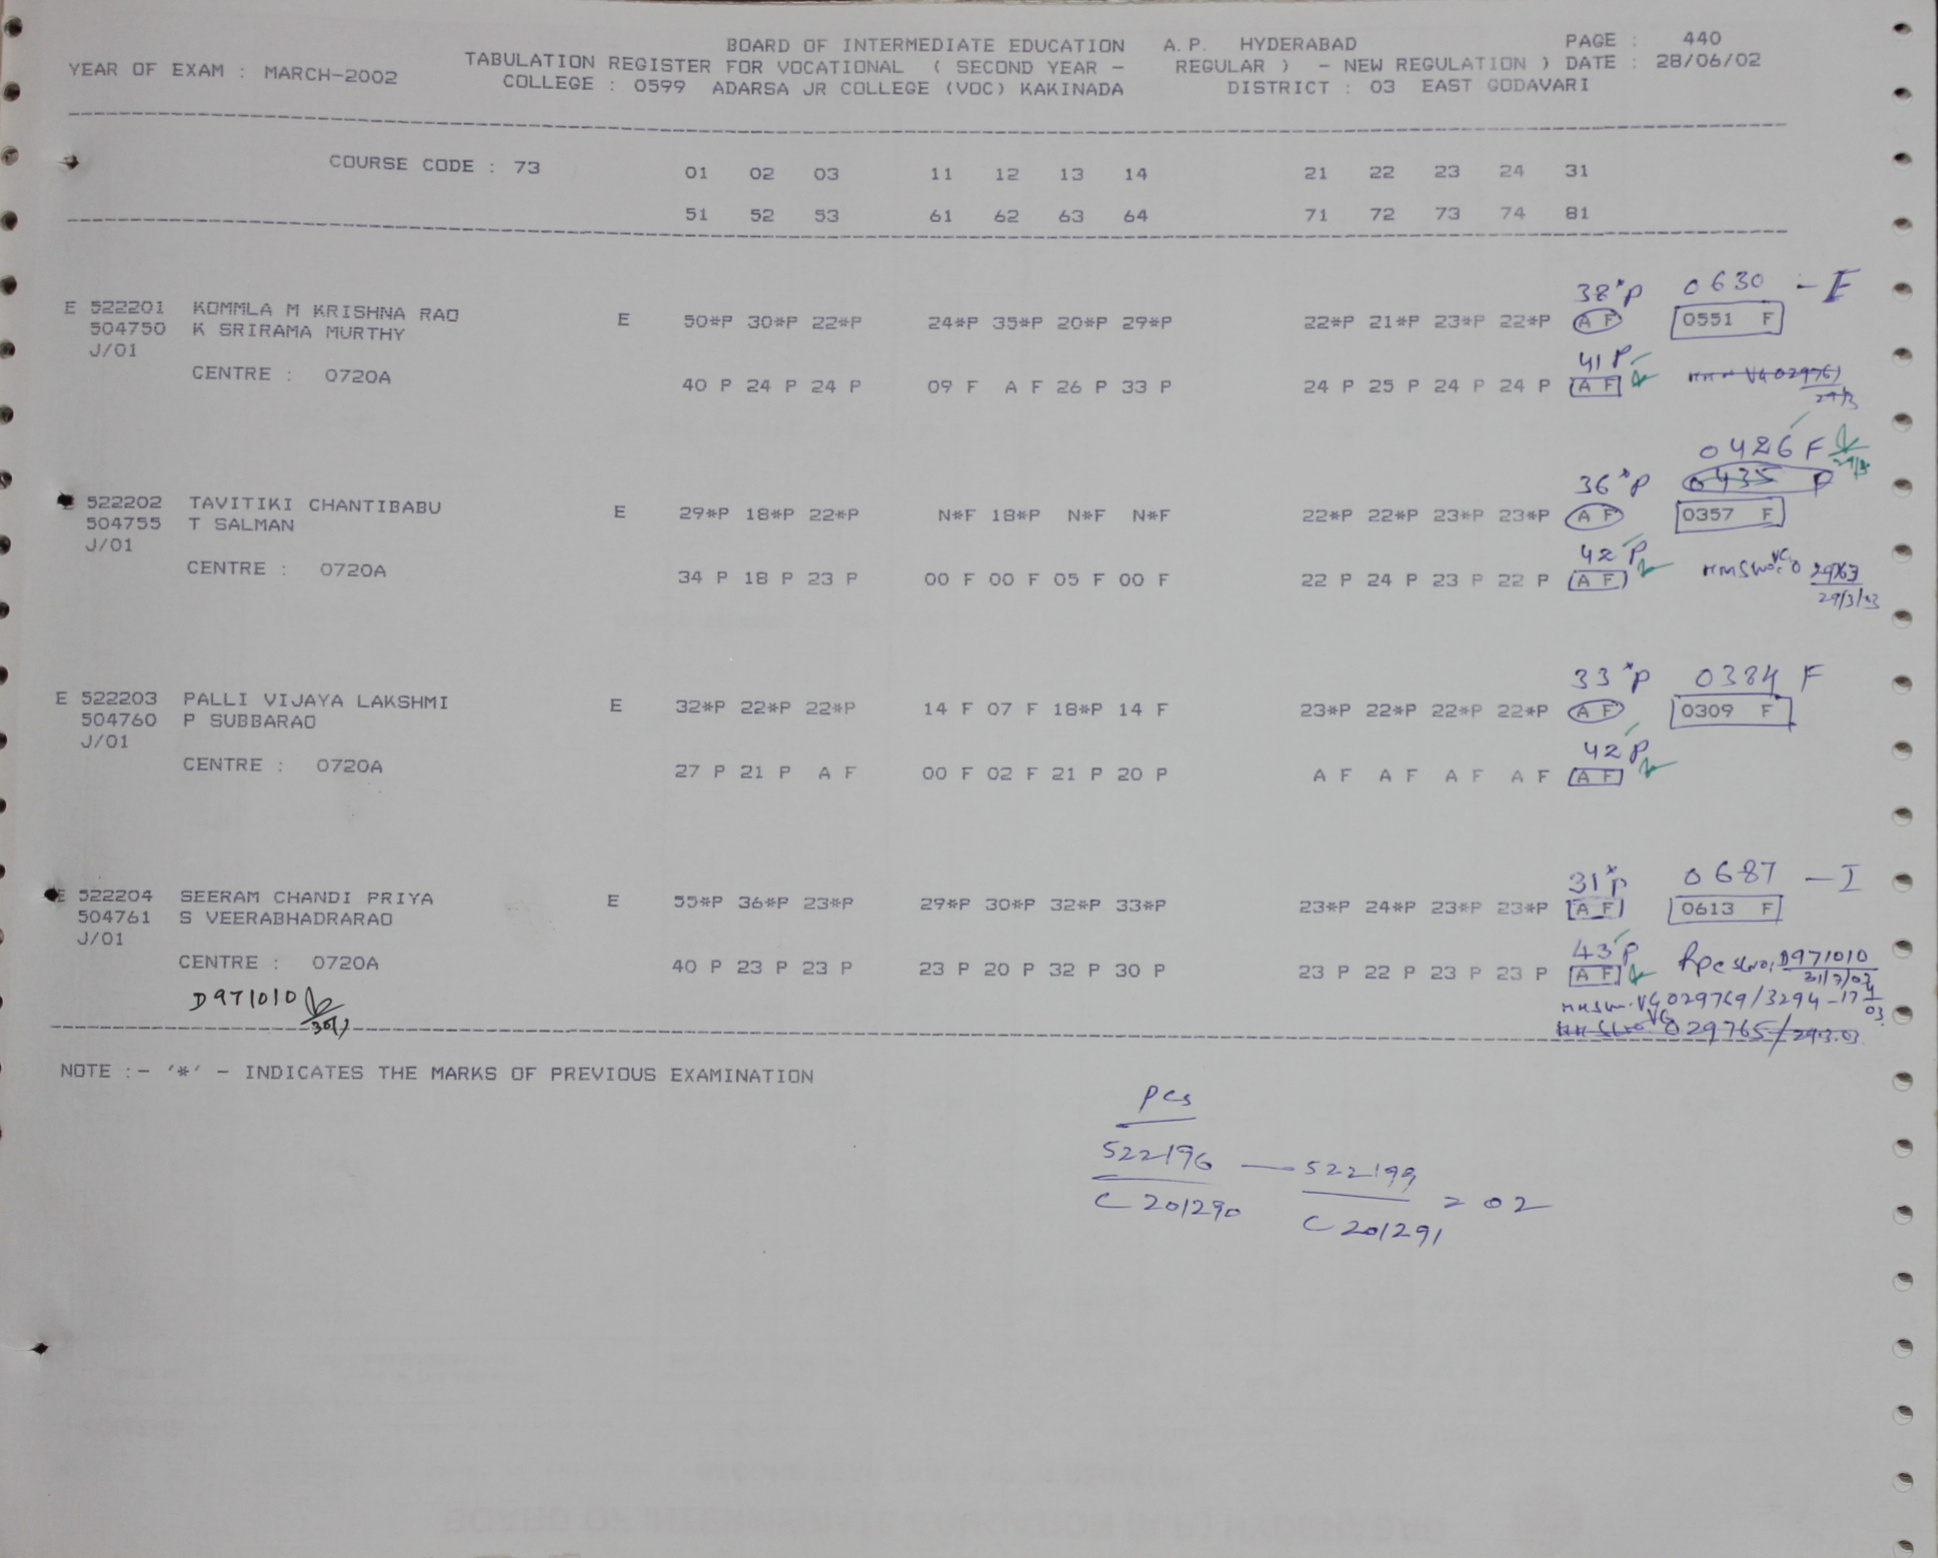 BOARD OF INTERMEDIATE EDUCATION A.P. HYDERABAD PAGE : 440
YEAR OF EXAM : MARCH-2002 TABULATION REGISTER FOR VOCATIONAL ( SECOND YEAR - REGULAR ) - NEW REGULATION ) DATE : 28/06/02
COLLEGE : 0599 ADARSA JR COLLEGE (VOC) KAKINADA DISTRICT : 03 EAST GODAVARI
COURSE CODE : 73 01 02 03 11 12 13 14 21 22 23 24 31
51 52 53 61 62 63 64 71 72 73 74 81
38*P 0630 - I
E 522201 KOMMLA M KRISHNA RAO E 50*P 30*P 22*P 24*P 35*P 20*P 29*P 22*P 21*P 23*P 22*P A F 0551 F
504750 K SRIRAMA MURTHY
J/01 41 P
CENTRE : 0720A 40 P 24 P 24 P 09 F A F 26 P 33 P 24 P 25 P 24 P 24 P A F
0426 F
36*P 0435 P
522202 TAVITIKI CHANTIBABU E 29*P 18*P 22*P N*F 18*P N*F N*F 22*P 22*P 23*P 23*P A F 0357 F
504755 T SALMAN
J/01 42 P
CENTRE : 0720A 34 P 18 P 23 P 00 F 00 F 05 F 00 F 22 P 24 P 23 P 22 P A F
29/3/03
33*P 0384 F
E 522203 PALLI VIJAYA LAKSHMI E 32*P 22*P 22*P 14 F 07 F 18*P 14 F 23*P 22*P 22*P 22*P A F 0309 F
504760 P SUBBARAO
J/01 42 P
CENTRE : 0720A 27 P 21 P A F 00 F 02 F 21 P 20 P A F A F A F A F A F
31*P 0687 - I
E 522204 SEERAM CHANDI PRIYA E 55*P 36*P 23*P 29*P 30*P 32*P 33*P 23*P 24*P 23*P 23*P A F 0613 F
504761 S VEERABHADRARAO
J/01 43 P D971010
CENTRE : 0720A 40 P 23 P 23 P 23 P 20 P 32 P 30 P 23 P 22 P 23 P 23 P A F
D971010
029765/29.3.03
NOTE :- '*' - INDICATES THE MARKS OF PREVIOUS EXAMINATION
PCs
522196 — 522199
C 201290 C 201291 = 02